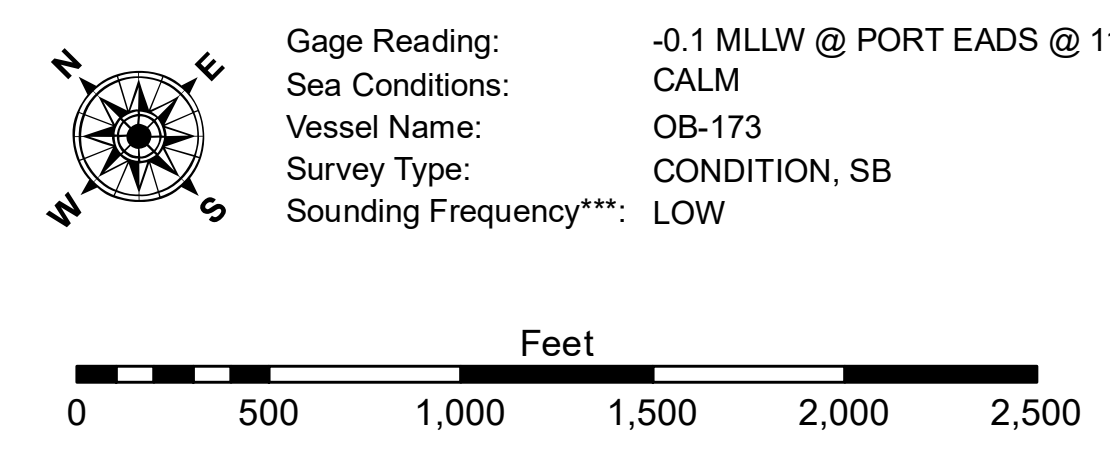 N E
W S
Gage Reading: -0.1 MLLW @ PORT EADS @
Sea Conditions: CALM
Vessel Name: OB-173
Survey Type: CONDITION, SB
Sounding Frequency***: LOW
Feet
0 500 1,000 1,500 2,000 2,500